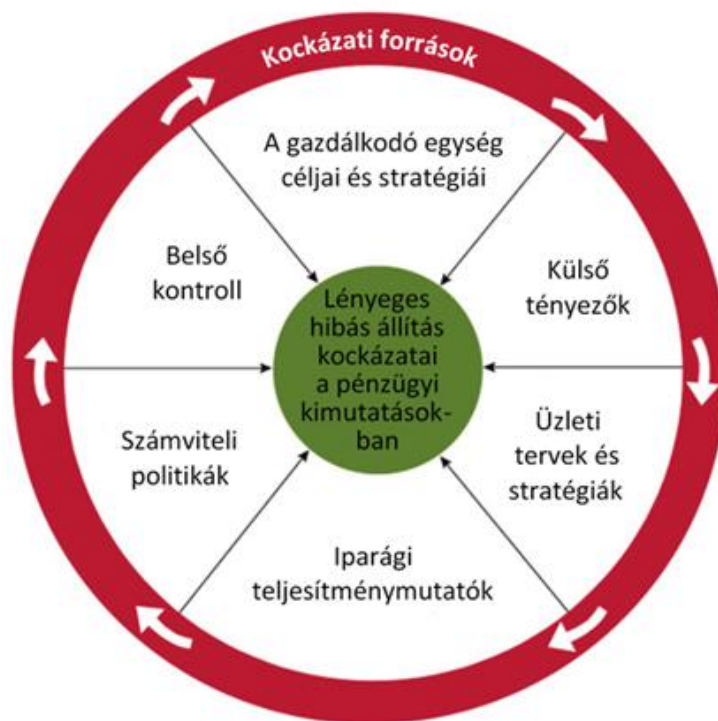 Kockázati források
A gazdálkodó egység
céljai és stratégiái
Külső
tényezők
Üzleti
tervek és
stratégiák
Iparági
teljesítménymutatók
Számviteli
politikák
Belső
kontroll
Lényeges
hibás állítás
kockázatai
a pénzügyi
kimutatások-
ban